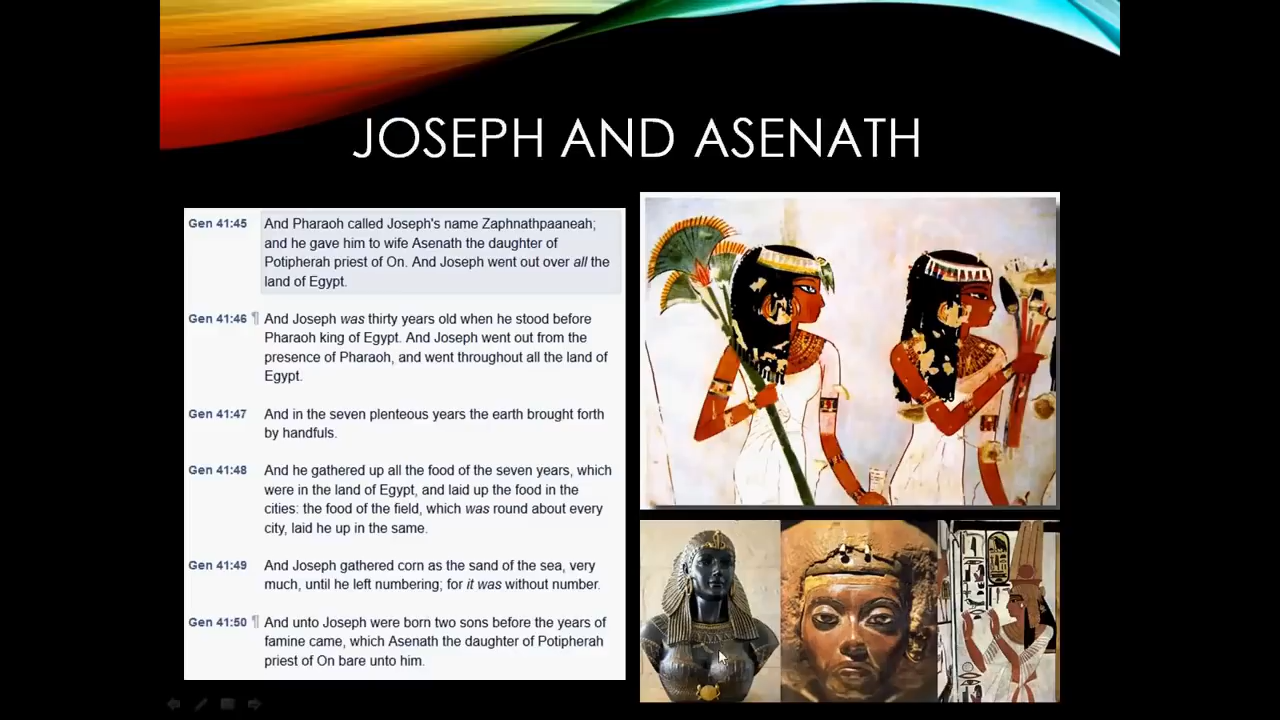 JOSEPH AND ASENATH
Gen 41:45 And Pharaoh called Joseph's name Zaphnathpaaneah;
and he gave him to wife Asenath the daughter of
Potipherah priest of On. And Joseph went out over all the
land of Egypt.
Gen 41:46 ¶ And Joseph was thirty years old when he stood before
Pharaoh king of Egypt. And Joseph went out from the
presence of Pharaoh, and went throughout all the land of
Egypt.
Gen 41:47 And in the seven plenteous years the earth brought forth
by handfuls.
Gen 41:48 And he gathered up all the food of the seven years, which
were in the land of Egypt, and laid up the food in the
cities: the food of the field, which was round about every
city, laid he up in the same.
Gen 41:49 And Joseph gathered corn as the sand of the sea, very
much, until he left numbering; for it was without number.
Gen 41:50 ¶ And unto Joseph were born two sons before the years of
famine came, which Asenath the daughter of Potipherah
priest of On bare unto him.